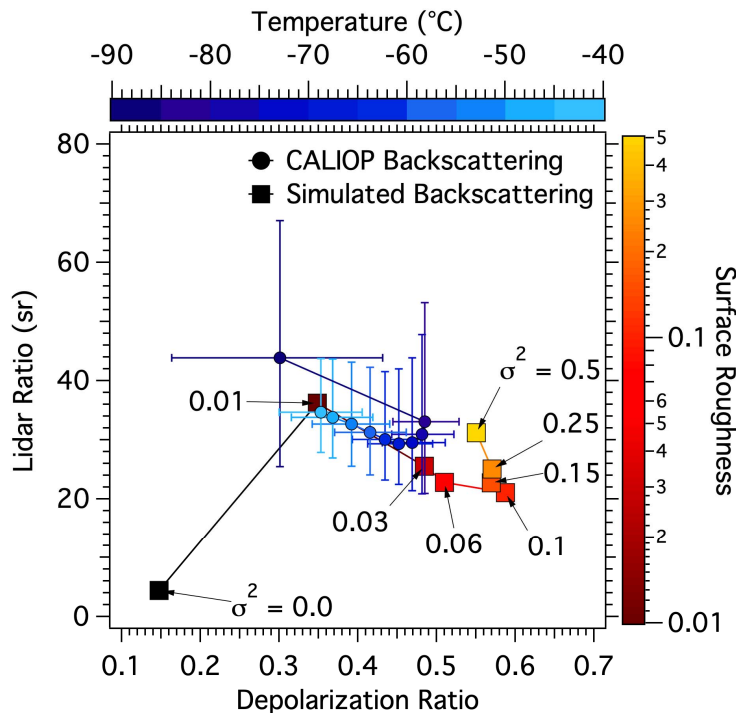 Temperature (°C)
-90 -80 -70 -60 -50 -40
80
60
40
20
0
Lidar Ratio (sr)
CALIOP Backscattering
Simulated Backscattering
σ² = 0.5
0.01
0.25
0.15
0.03
0.06
0.1
σ² = 0.0
0.1 0.2 0.3 0.4 0.5 0.6 0.7
Depolarization Ratio
5
4
3
2
0.1
6
5
4
3
2
0.01
Surface Roughness